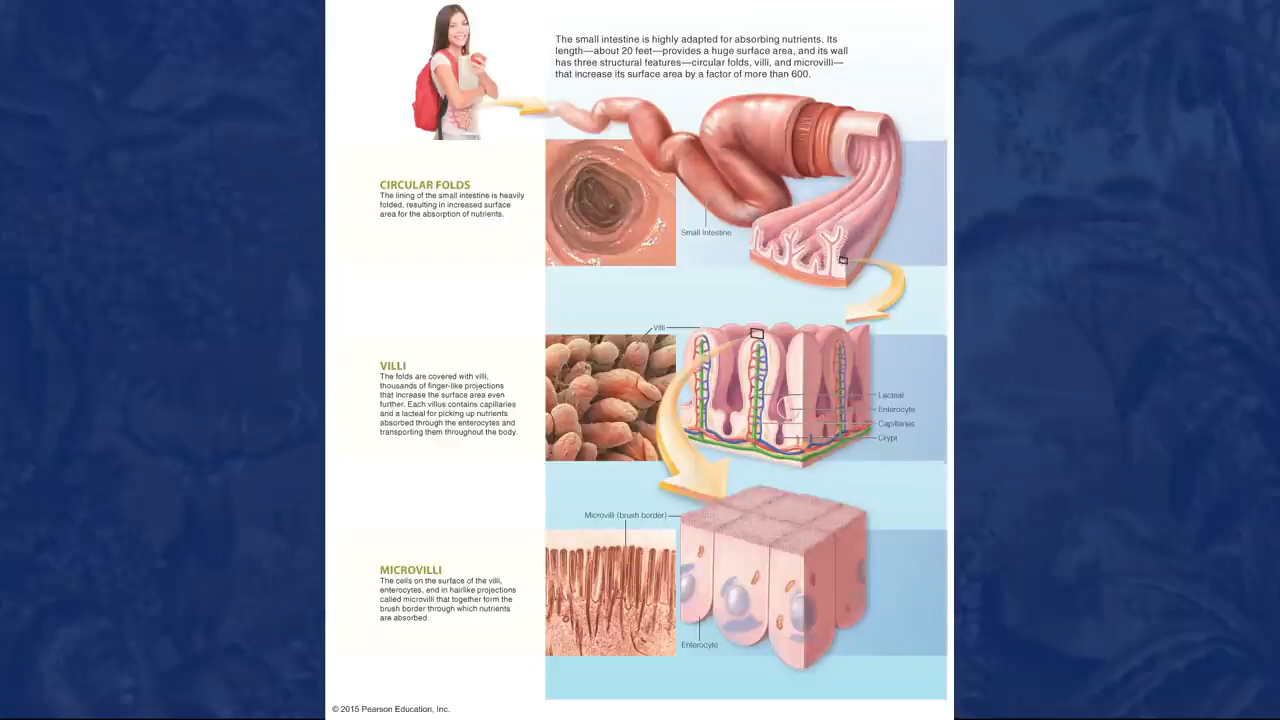 The small intestine is highly adapted for absorbing nutrients. Its
length—about 20 feet—provides a huge surface area, and its wall
has three structural features—circular folds, villi, and microvilli—
that increase its surface area by a factor of more than 600.
CIRCULAR FOLDS
The lining of the small intestine is heavily
folded, resulting in increased surface
area for the absorption of nutrients.
Small Intestine
Villi
VILLI
The folds are covered with villi,
thousands of finger-like projections
that increase the surface area even
further. Each villus contains capillaries
and a lacteal for picking up nutrients
absorbed through the enterocytes and
transporting them throughout the body.
Lacteal
Enterocyte
Capillaries
Crypt
Microvilli (brush border)
MICROVILLI
The cells on the surface of the villi,
enterocytes, end in hairlike projections
called microvilli that together form the
brush border through which nutrients
are absorbed
Enterocyte
© 2015 Pearson Education, Inc.